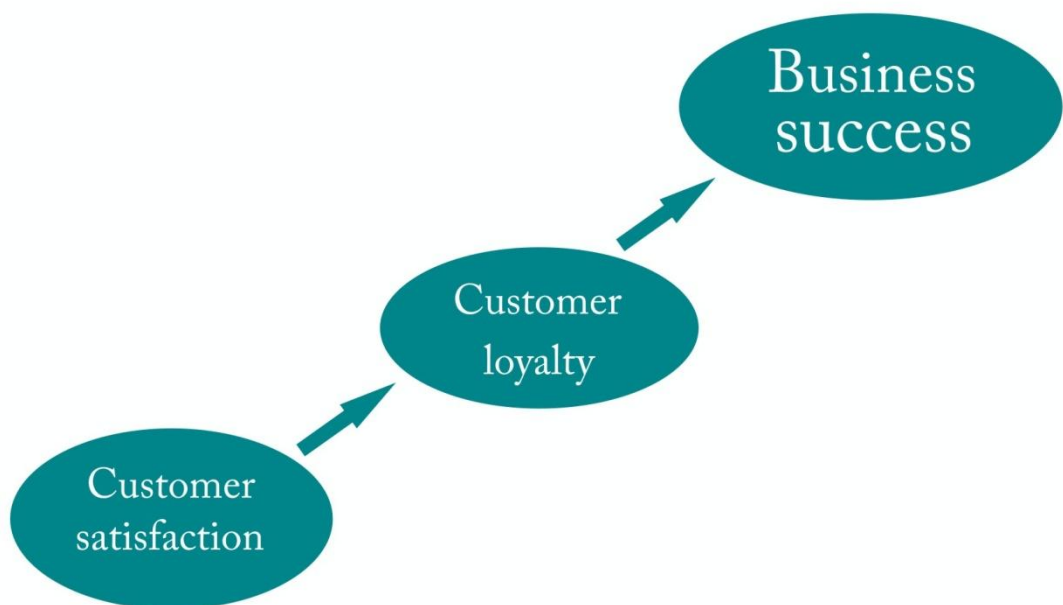 Business
success
Customer
loyalty
Customer
satisfaction